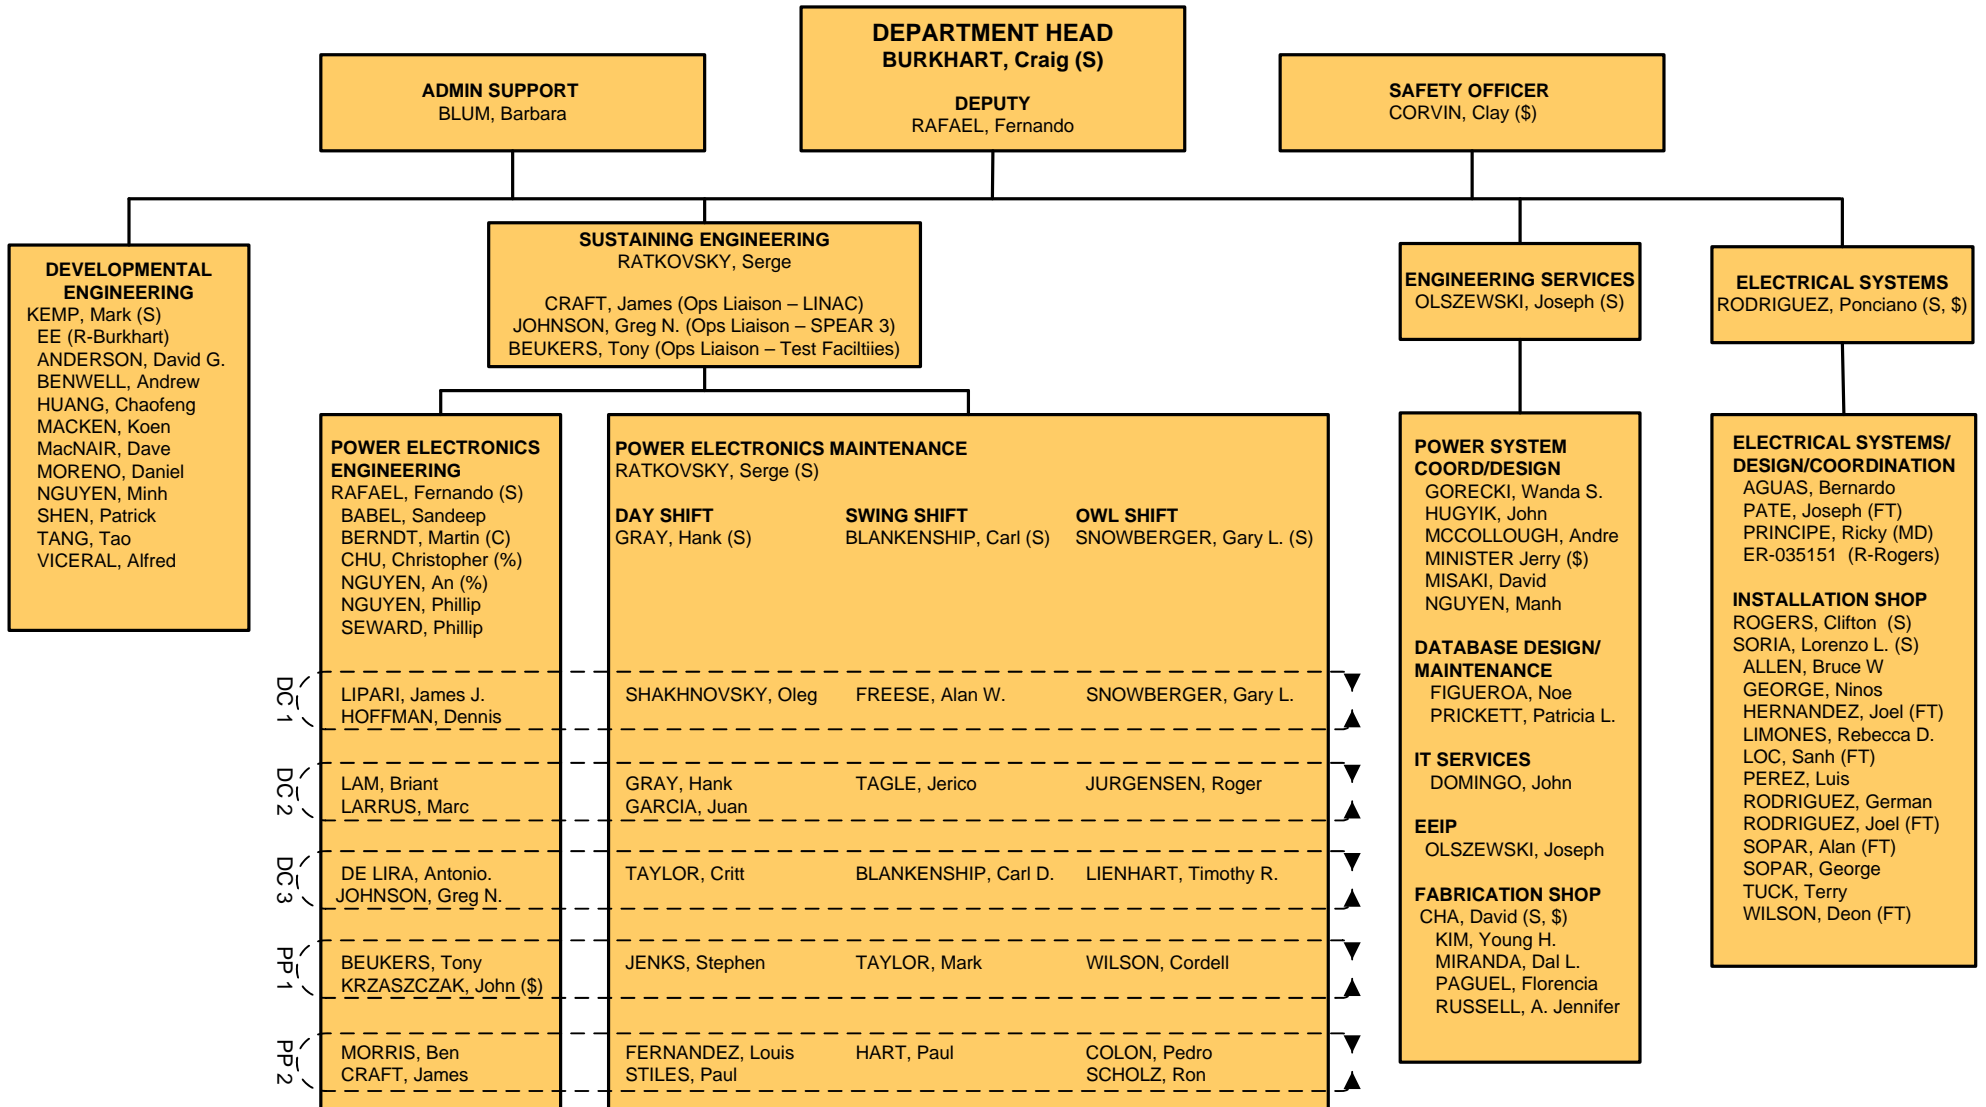 DEPARTMENT HEAD
BURKHART, Craig (S)
DEPUTY
RAFAEL, Fernando
ADMIN SUPPORT
BLUM, Barbara
SAFETY OFFICER
CORVIN, Clay ($)
DEVELOPMENTAL
ENGINEERING
KEMP, Mark (S)
EE (R-Burkhart)
ANDERSON, David G.
BENWELL, Andrew
HUANG, Chaofeng
MACKEN, Koen
MacNAIR, Dave
MORENO, Daniel
NGUYEN, Minh
SHEN, Patrick
TANG, Tao
VICERAL, Alfred
SUSTAINING ENGINEERING
RATKOVSKY, Serge
CRAFT, James (Ops Liaison – LINAC)
JOHNSON, Greg N. (Ops Liaison – SPEAR 3)
BEUKERS, Tony (Ops Liaison – Test Faciltiies)
ENGINEERING SERVICES
OLSZEWSKI, Joseph (S)
ELECTRICAL SYSTEMS
RODRIGUEZ, Ponciano (S, $)
POWER ELECTRONICS
ENGINEERING
RAFAEL, Fernando (S)
BABEL, Sandeep
BERNDT, Martin (C)
CHU, Christopher (%)
NGUYEN, An (%)
NGUYEN, Phillip
SEWARD, Phillip
POWER ELECTRONICS MAINTENANCE
RATKOVSKY, Serge (S)
DAY SHIFT SWING SHIFT OWL SHIFT
GRAY, Hank (S) BLANKENSHIP, Carl (S) SNOWBERGER, Gary L. (S)
DC 1
LIPARI, James J. SHAKHNOVSKY, Oleg FREESE, Alan W. SNOWBERGER, Gary L.
HOFFMAN, Dennis
DC 2
LAM, Briant GRAY, Hank TAGLE, Jerico JURGENSEN, Roger
LARRUS, Marc GARCIA, Juan
DC 3
DE LIRA, Antonio. TAYLOR, Critt BLANKENSHIP, Carl D. LIENHART, Timothy R.
JOHNSON, Greg N.
PP 1
BEUKERS, Tony JENKS, Stephen TAYLOR, Mark WILSON, Cordell
KRZASZCZAK, John ($)
PP 2
MORRIS, Ben FERNANDEZ, Louis HART, Paul COLON, Pedro
CRAFT, James STILES, Paul SCHOLZ, Ron
POWER SYSTEM
COORD/DESIGN
GORECKI, Wanda S.
HUGYIK, John
MCCOLLOUGH, Andre
MINISTER Jerry ($)
MISAKI, David
NGUYEN, Manh
DATABASE DESIGN/
MAINTENANCE
FIGUEROA, Noe
PRICKETT, Patricia L.
IT SERVICES
DOMINGO, John
EEIP
OLSZEWSKI, Joseph
FABRICATION SHOP
CHA, David (S, $)
KIM, Young H.
MIRANDA, Dal L.
PAGUEL, Florencia
RUSSELL, A. Jennifer
ELECTRICAL SYSTEMS/
DESIGN/COORDINATION
AGUAS, Bernardo
PATE, Joseph (FT)
PRINCIPE, Ricky (MD)
ER-035151 (R-Rogers)
INSTALLATION SHOP
ROGERS, Clifton (S)
SORIA, Lorenzo L. (S)
ALLEN, Bruce W
GEORGE, Ninos
HERNANDEZ, Joel (FT)
LIMONES, Rebecca D.
LOC, Sanh (FT)
PEREZ, Luis
RODRIGUEZ, German
RODRIGUEZ, Joel (FT)
SOPAR, Alan (FT)
SOPAR, George
TUCK, Terry
WILSON, Deon (FT)